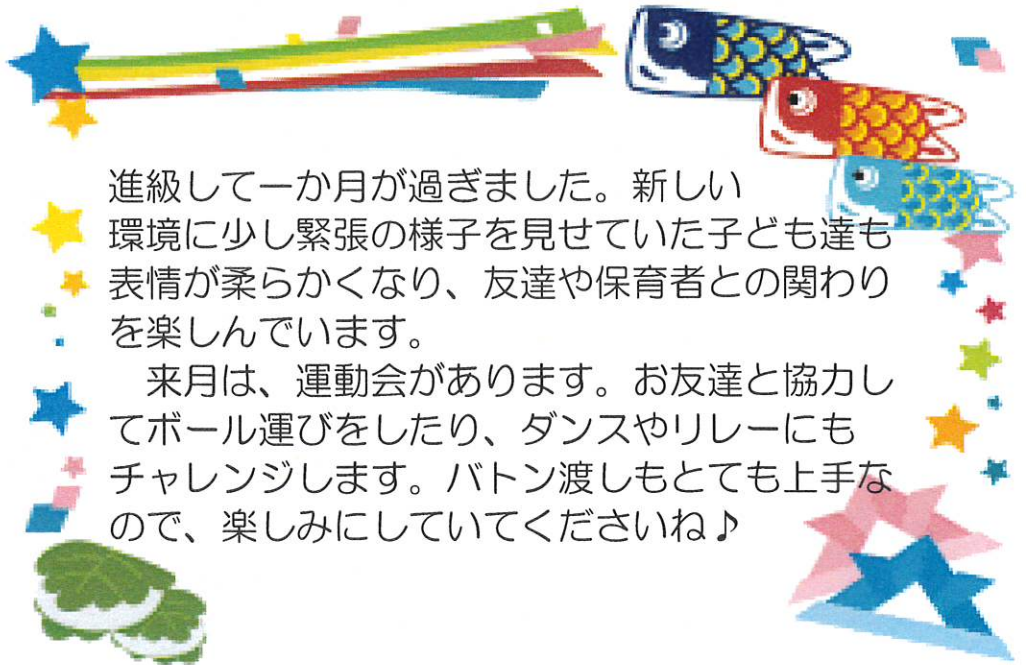 進級して一か月が過ぎました。新しい
環境に少し緊張の様子を見せていた子ども達も
表情が柔らかくなり、友達や保育者との関わり
を楽しんでいます。
　来月は、運動会があります。お友達と協力し
てボール運びをしたり、ダンスやリレーにも
チャレンジします。バトン渡しもとても上手な
ので、楽しみにしていてくださいね♪